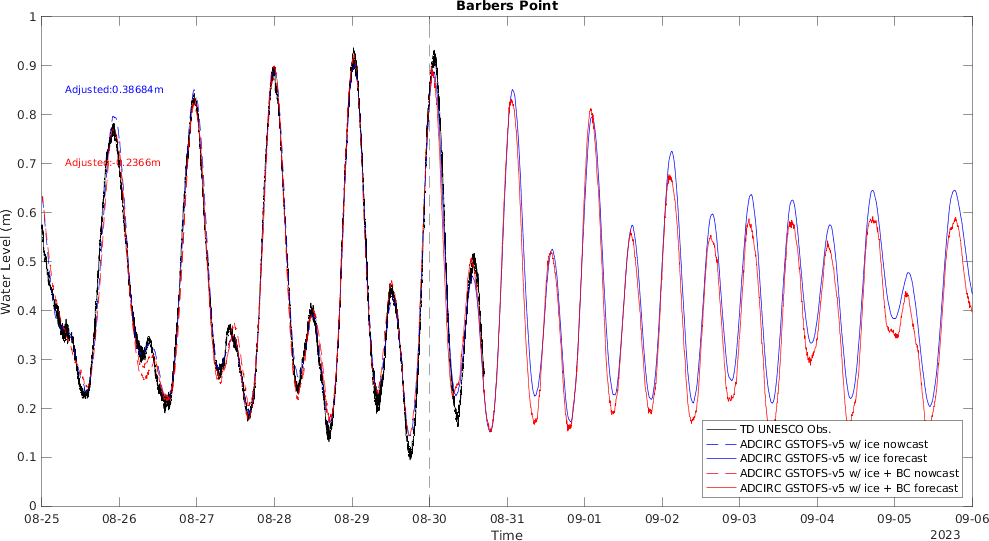 Barbers Point
1
0.9
0.8
0.7
0.6
0.5
0.4
0.3
0.2
0.1
0
Water Level (m)
Adjusted:0.38684m
Adjusted:-0.2366m
TD UNESCO Obs.
ADCIRC GSTOFS-v5 w/ ice nowcast
ADCIRC GSTOFS-v5 w/ ice forecast
ADCIRC GSTOFS-v5 w/ ice + BC nowcast
ADCIRC GSTOFS-v5 w/ ice + BC forecast
08-25 08-26 08-27 08-28 08-29 08-30 08-31 09-01 09-02 09-03 09-04 09-05 09-06
Time
2023